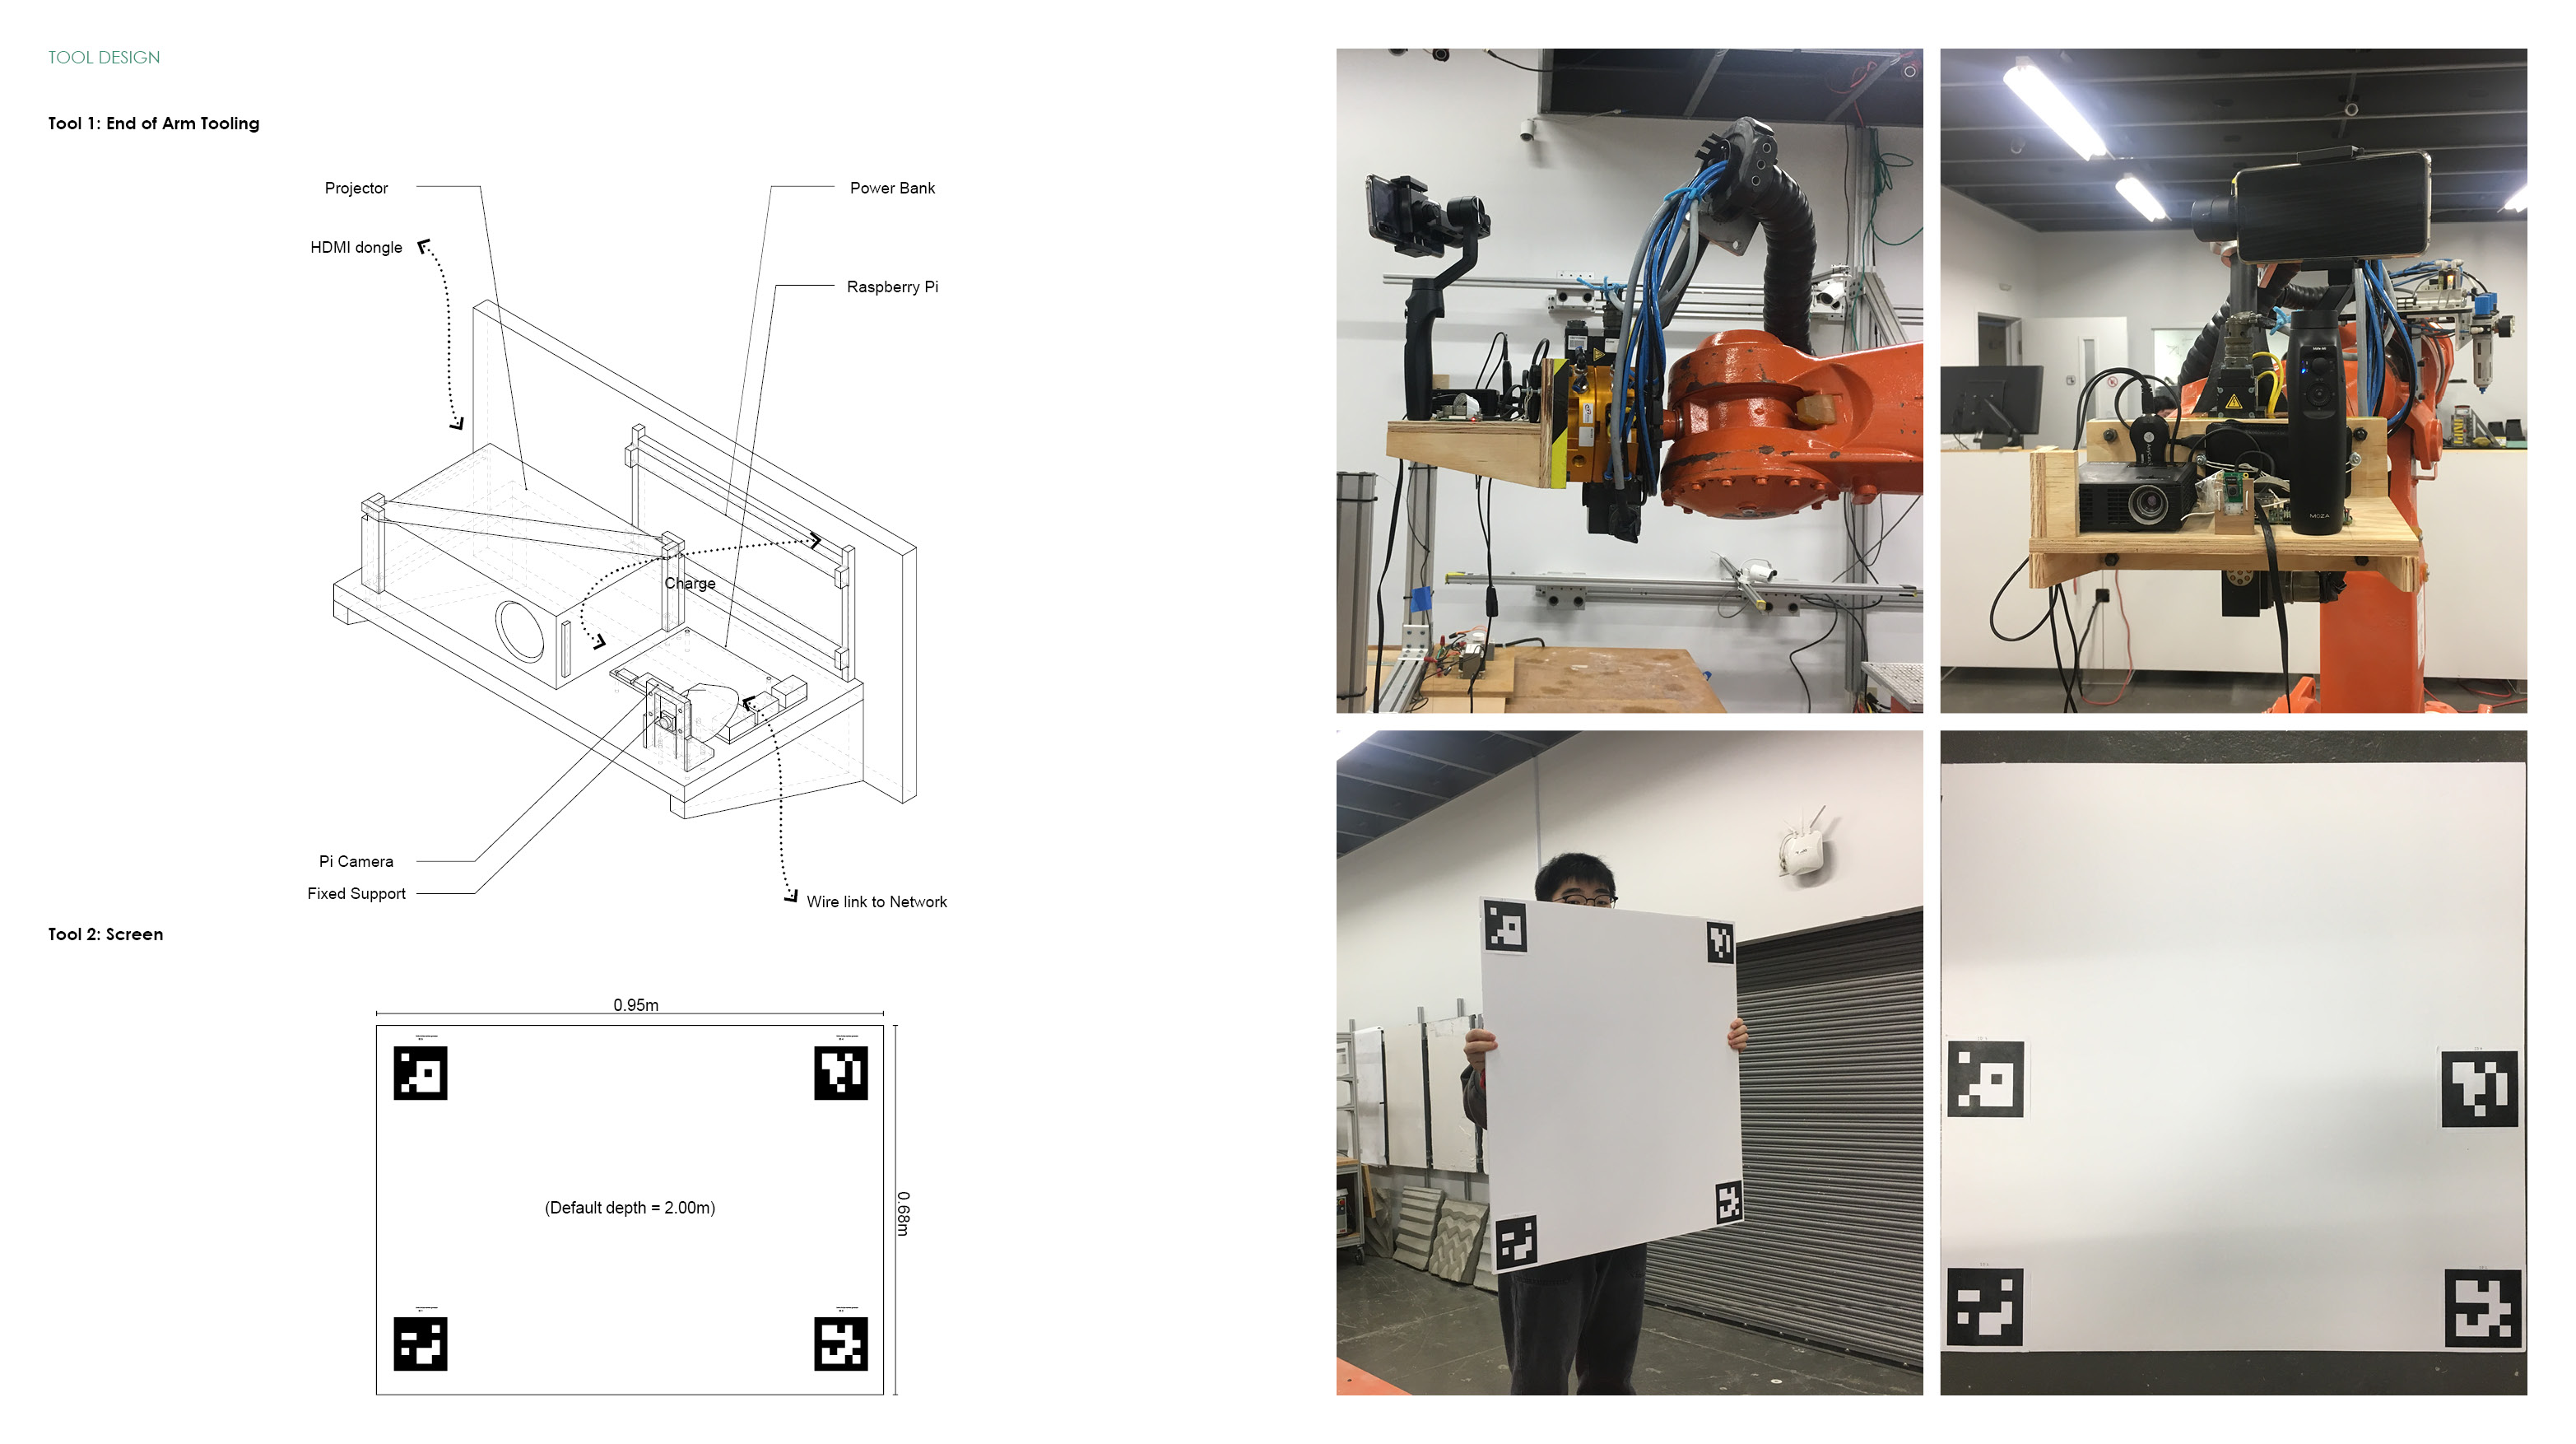 TOOL DESIGN
Tool 1: End of Arm Tooling
Projector
Power Bank
HDMI dongle
Raspberry Pi
Charge
Pi Camera
Fixed Support
Wire link to Network
Tool 2: Screen
0.95m
(Default depth = 2.00m)
0.68m
MOZA